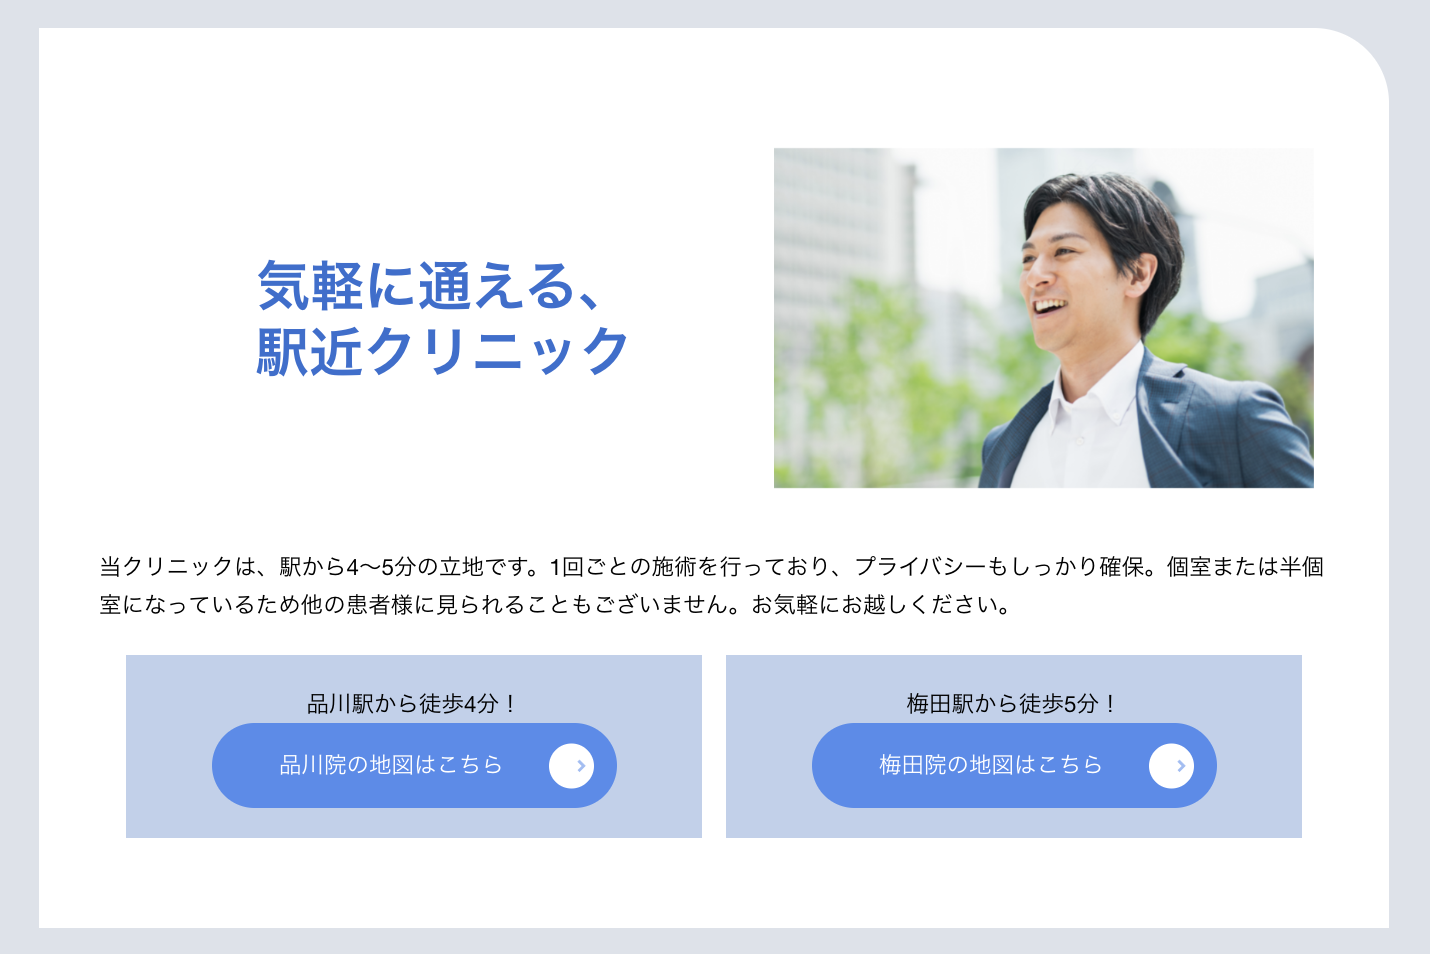 気軽に通える、
駅近クリニック
当クリニックは、駅から4〜5分の立地です。1回ごとの施術を行っており、プライバシーもしっかり確保。個室または半個
室になっているため他の患者様に見られることもございません。お気軽にお越しください。
品川駅から徒歩4分！
品川院の地図はこちら
梅田駅から徒歩5分！
梅田院の地図はこちら